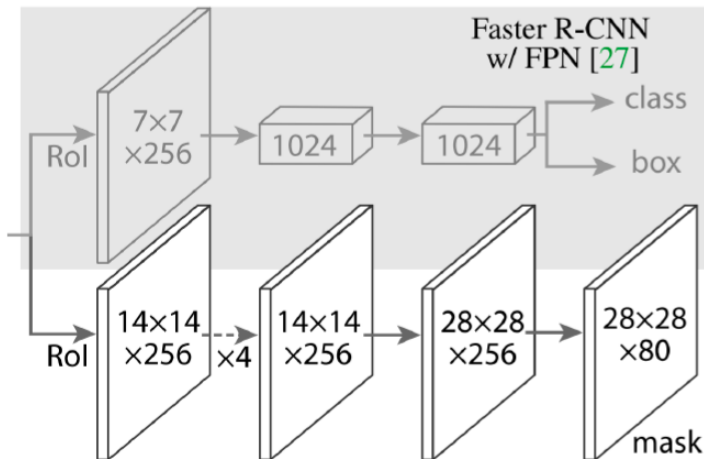 Faster R-CNN
w/ FPN [27]
RoI
7×7
×256
1024
1024
class
box
RoI
14×14
×256
×4
14×14
×256
28×28
×256
28×28
×80
mask